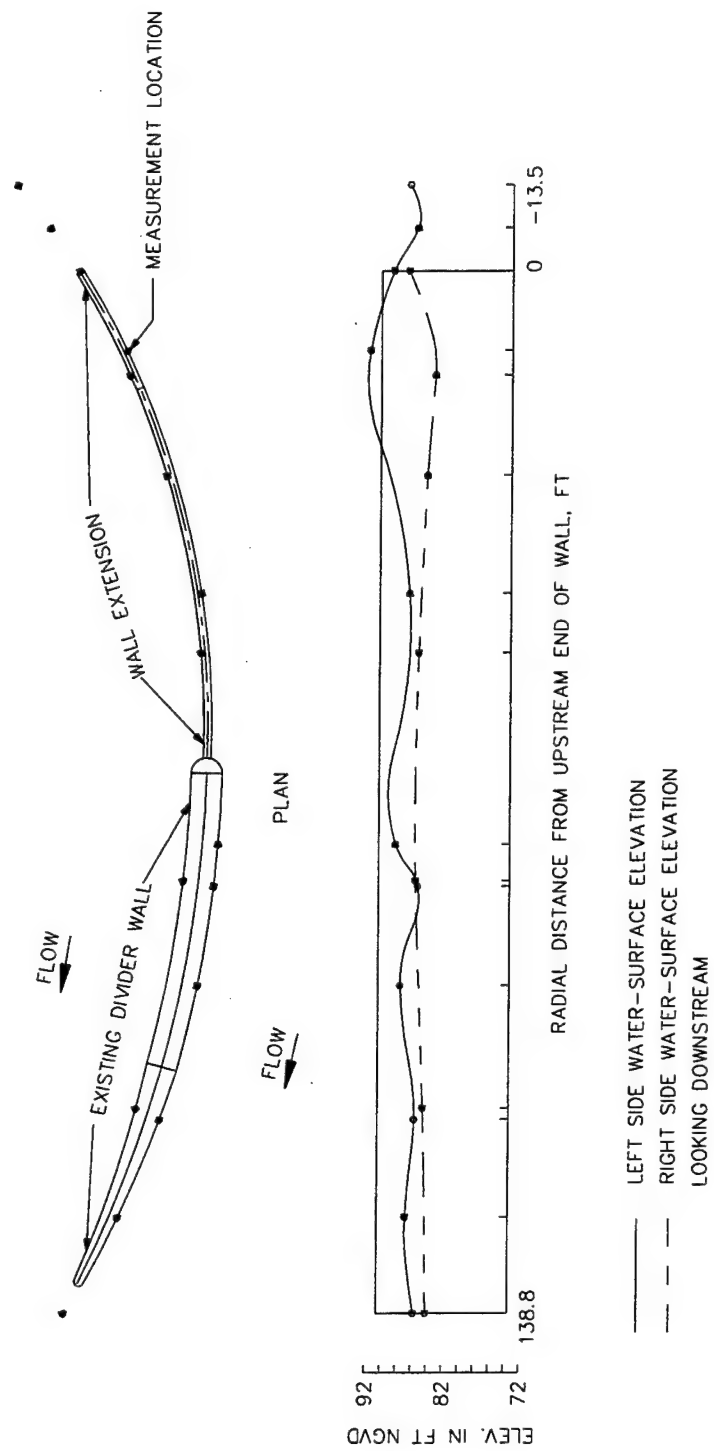 FLOW
EXISTING DIVIDER WALL
WALL EXTENSION
MEASUREMENT LOCATION
FLOW
PLAN
92
82
72
ELEV. IN FT NGVD
138.8
0
-13.5
RADIAL DISTANCE FROM UPSTREAM END OF WALL, FT
LEFT SIDE WATER-SURFACE ELEVATION
RIGHT SIDE WATER-SURFACE ELEVATION
LOOKING DOWNSTREAM